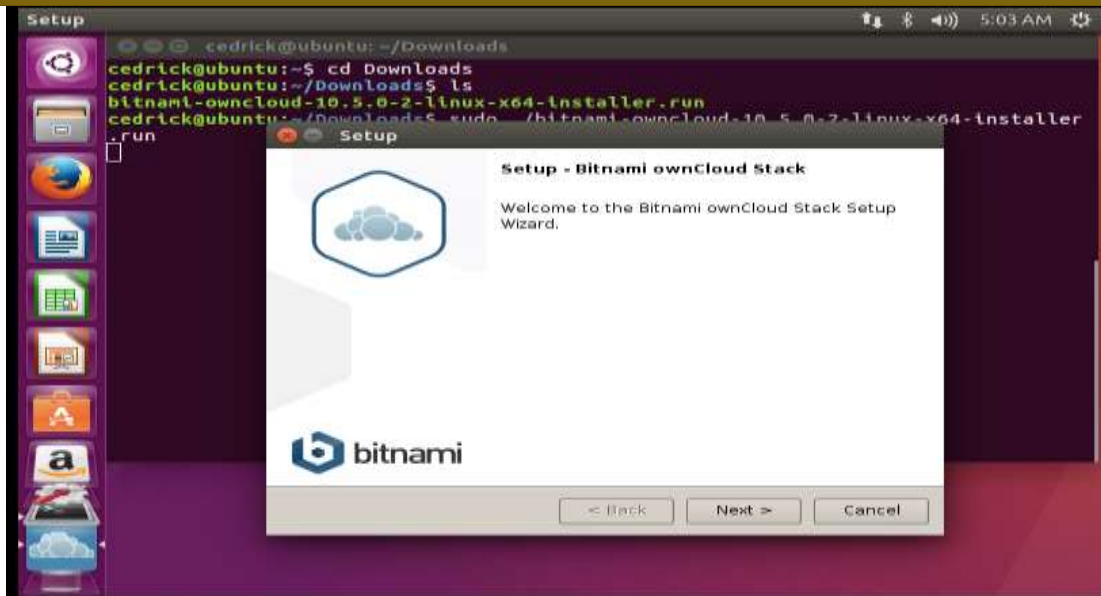 Setup
5:03 AM
cedrick@ubuntu: ~/Downloads
cedrick@ubuntu:~$ cd Downloads
cedrick@ubuntu:~/Downloads$ ls
bitnami-owncloud-10.5.0-2-linux-x64-installer.run
cedrick@ubuntu:~/Downloads$ sudo ./bitnami-owncloud-10.5.0-2-linux-x64-installer
.run
Setup
Setup - Bitnami ownCloud Stack
Welcome to the Bitnami ownCloud Stack Setup
Wizard.
bitnami
< Back
Next >
Cancel